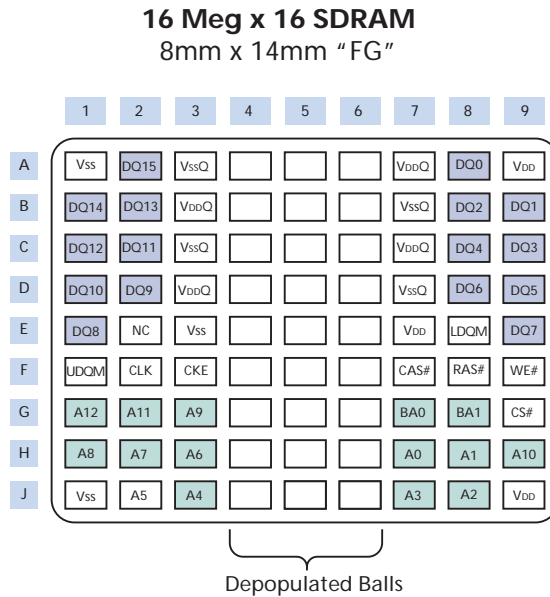 16 Meg x 16 SDRAM
8mm x 14mm “FG”
1 2 3 4 5 6 7 8 9
A Vss DQ15 VssQ VDDQ DQ0 VDD
B DQ14 DQ13 VDDQ VssQ DQ2 DQ1
C DQ12 DQ11 VssQ VDDQ DQ4 DQ3
D DQ10 DQ9 VDDQ VssQ DQ6 DQ5
E DQ8 NC Vss VDD LDQM DQ7
F UDQM CLK CKE CAS# RAS# WE#
G A12 A11 A9 BA0 BA1 CS#
H A8 A7 A6 A0 A1 A10
J Vss A5 A4 A3 A2 VDD
Depopulated Balls